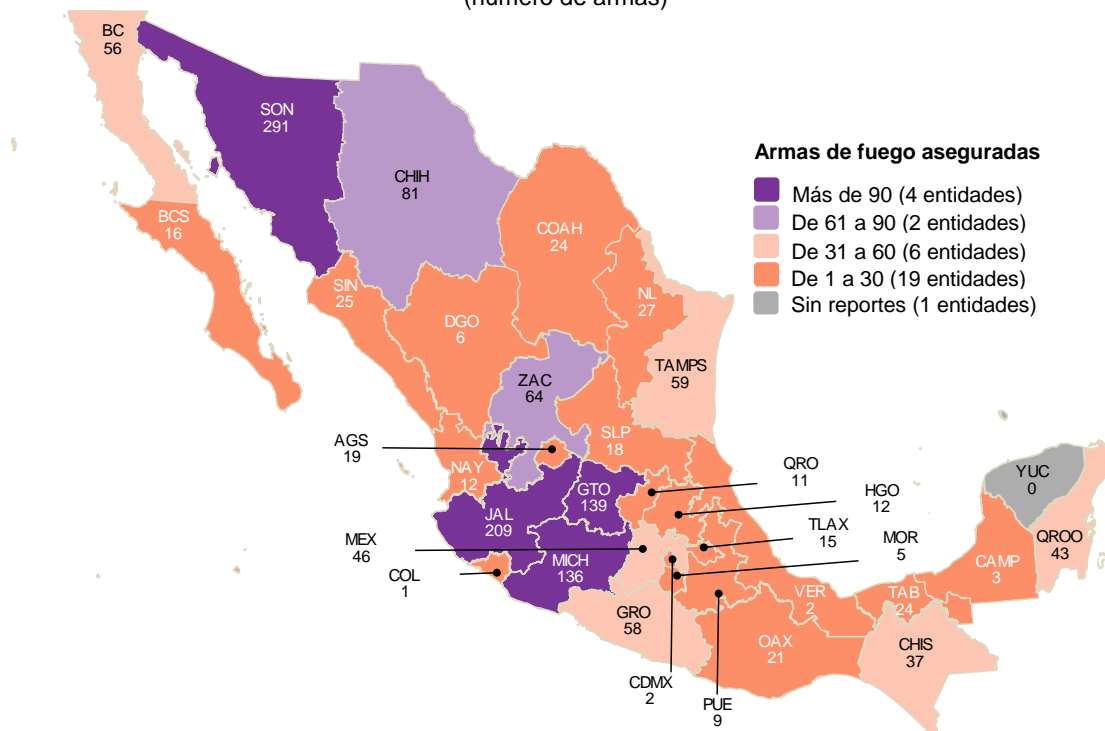 (número de armas)
BC
56
SON
291
CHIH
81
Armas de fuego aseguradas
Más de 90 (4 entidades)
De 61 a 90 (2 entidades)
De 31 a 60 (6 entidades)
De 1 a 30 (19 entidades)
Sin reportes (1 entidades)
BCS
16
COAH
24
SIN
25
NL
27
DGO
6
TAMPS
59
ZAC
64
AGS
19
SLP
18
NAY
12
QRO
11
YUC
0
GTO
139
HGO
12
JAL
209
TLAX
15
MEX
46
MOR
5
QROO
43
MICH
136
COL
1
CAMP
3
VER
2
TAB
24
GRO
58
OAX
21
CHIS
37
CDMX
2
PUE
9